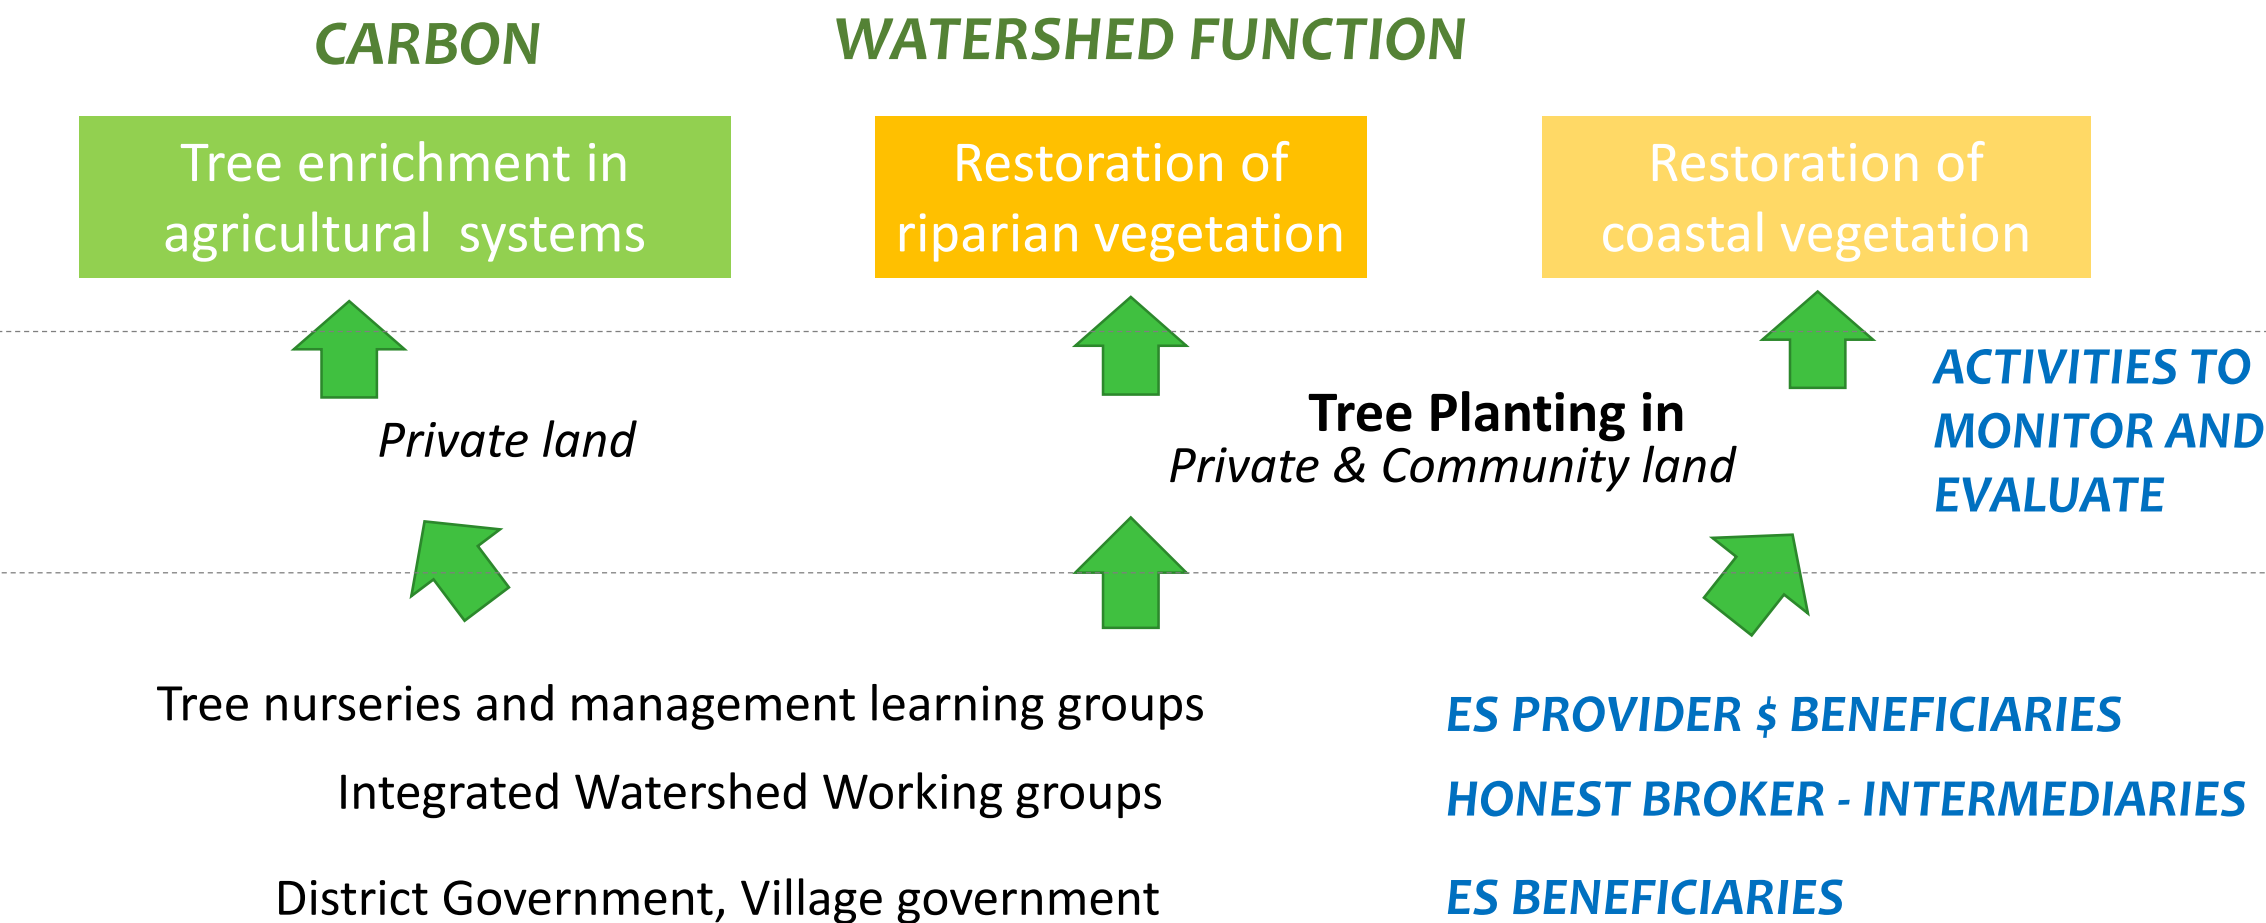 CARBON
WATERSHED FUNCTION
Tree enrichment in
agricultural systems
Restoration of
riparian vegetation
Restoration of
coastal vegetation
Private land
Tree Planting in
Private & Community land
ACTIVITIES TO
MONITOR AND
EVALUATE
Tree nurseries and management learning groups
ES PROVIDER $ BENEFICIARIES
Integrated Watershed Working groups
HONEST BROKER - INTERMEDIARIES
District Government, Village government
ES BENEFICIARIES